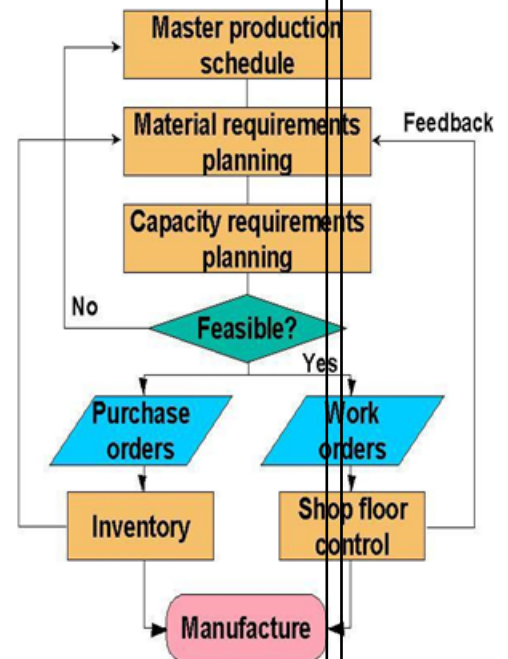 Master production
schedule
Material requirements
planning
Feedback
Capacity requirements
planning
No
Feasible?
Yes
Purchase
orders
Work
orders
Inventory
Shop floor
control
Manufacture